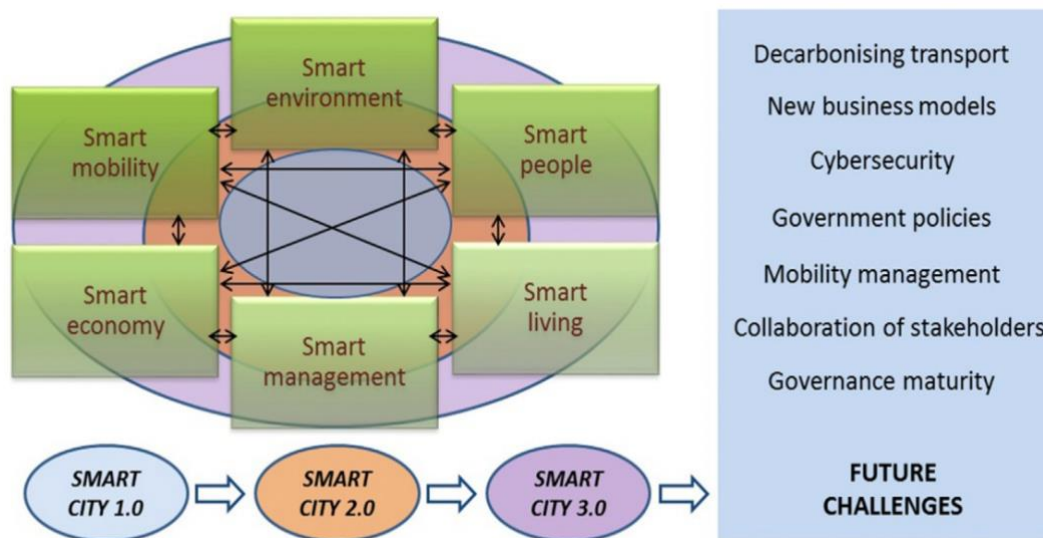 Smart
environment
Smart
mobility
Smart
people
Smart
economy
Smart
management
Smart
living
SMART
CITY 1.0
SMART
CITY 2.0
SMART
CITY 3.0
Decarbonising transport
New business models
Cybersecurity
Government policies
Mobility management
Collaboration of stakeholders
Governance maturity
FUTURE
CHALLENGES